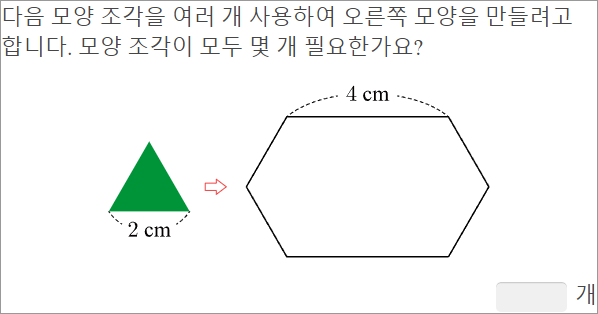 다음 모양 조각을 여러 개 사용하여 오른쪽 모양을 만들려고
합니다. 모양 조각이 모두 몇 개 필요한가요?
4 cm
2 cm
개